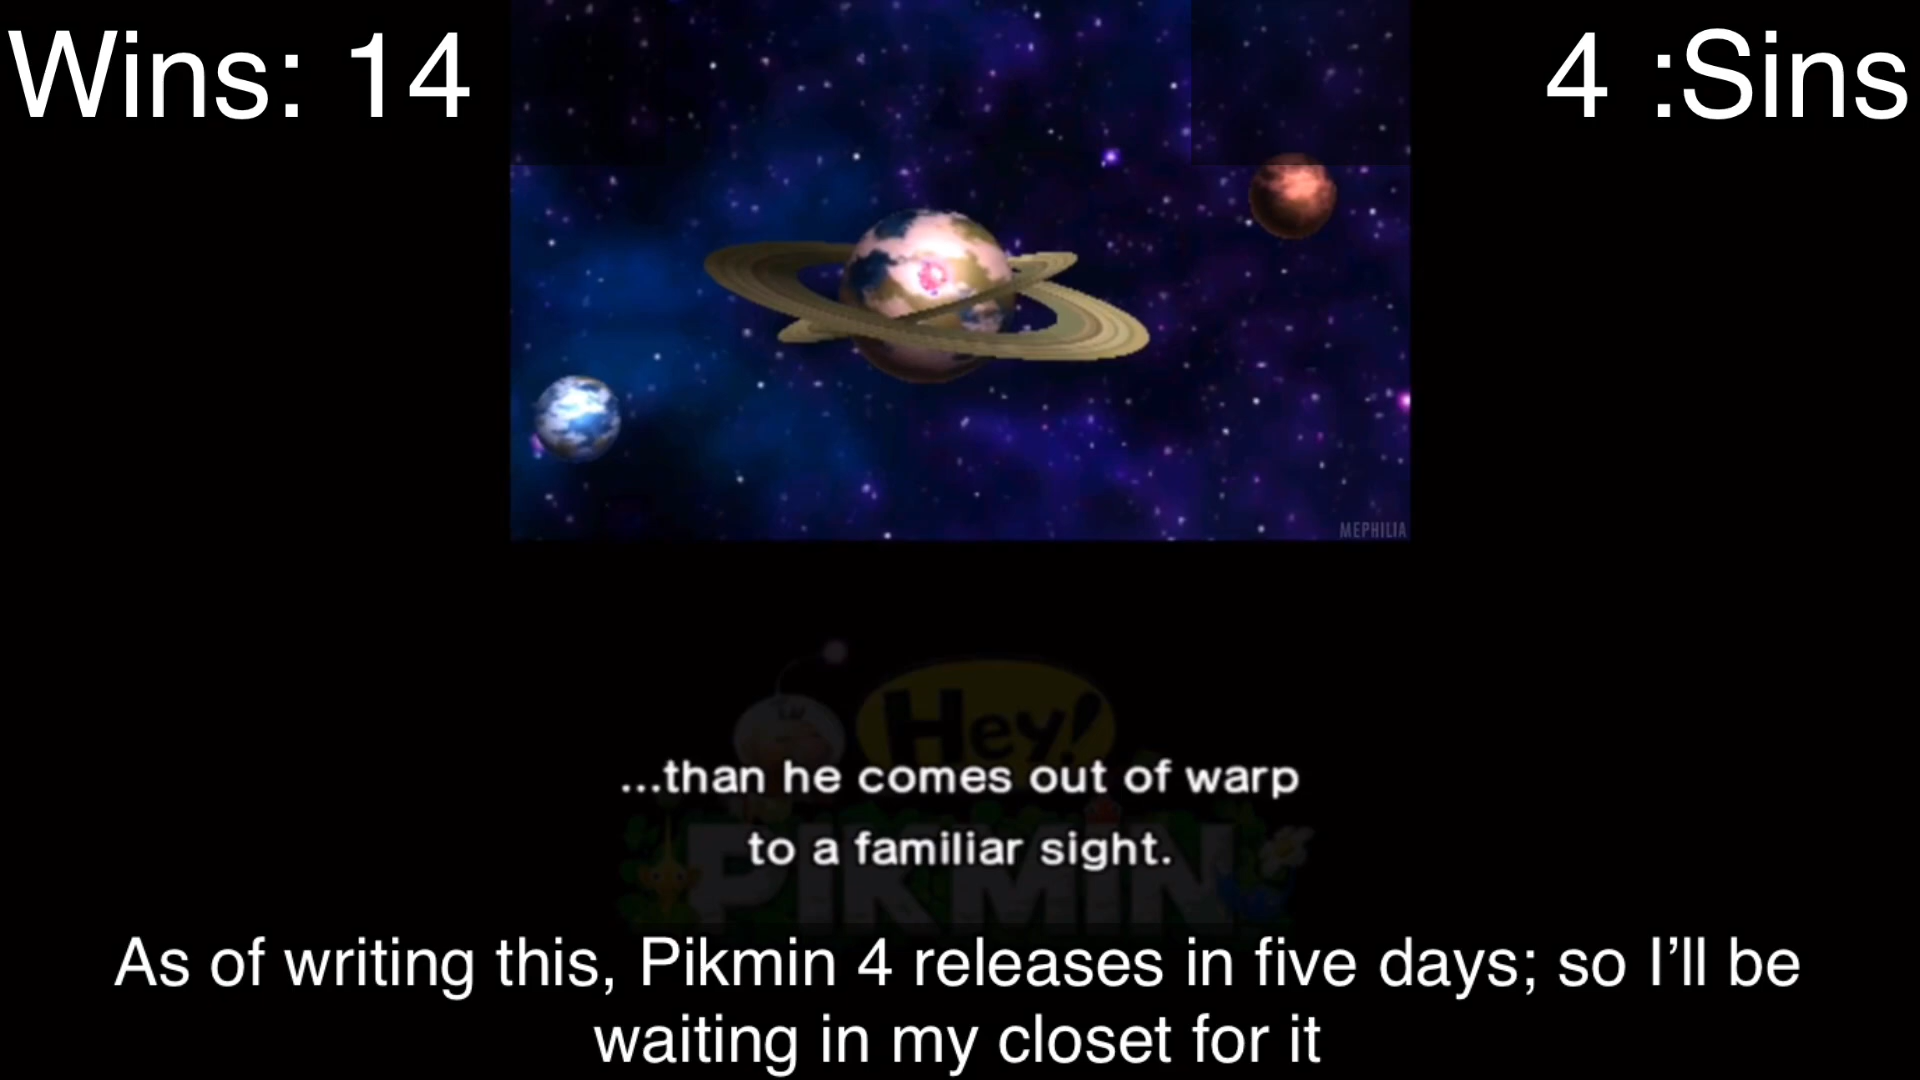 Wins: 14
4 :Sins
MEPHILIA
Hey!
...than he comes out of warp
to a familiar sight.
PIKMIN
As of writing this, Pikmin 4 releases in five days; so I’ll be
waiting in my closet for it